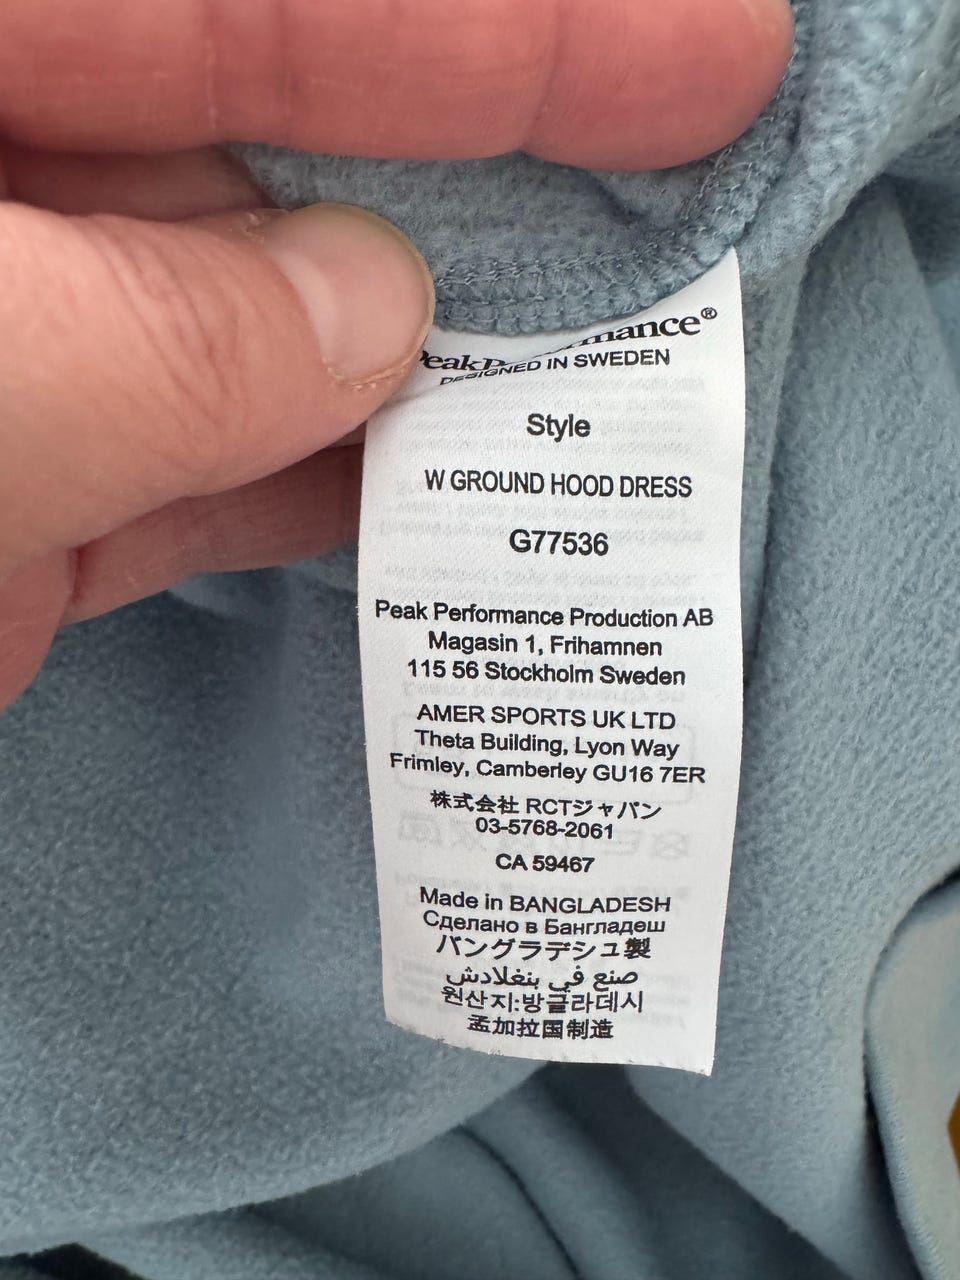 Peak Performance®
DESIGNED IN SWEDEN
Style
W GROUND HOOD DRESS
G77536
Peak Performance Production AB
Magasin 1, Frihamnen
115 56 Stockholm Sweden
AMER SPORTS UK LTD
Theta Building, Lyon Way
Frimley, Camberley GU16 7ER
株式会社 RCTジャパン
03-5768-2061
CA 59467
Made in BANGLADESH
Сделано в Бангладеш
バングラデシュ製
صنع في بنغلادش
원산지:방글라데시
孟加拉国制造